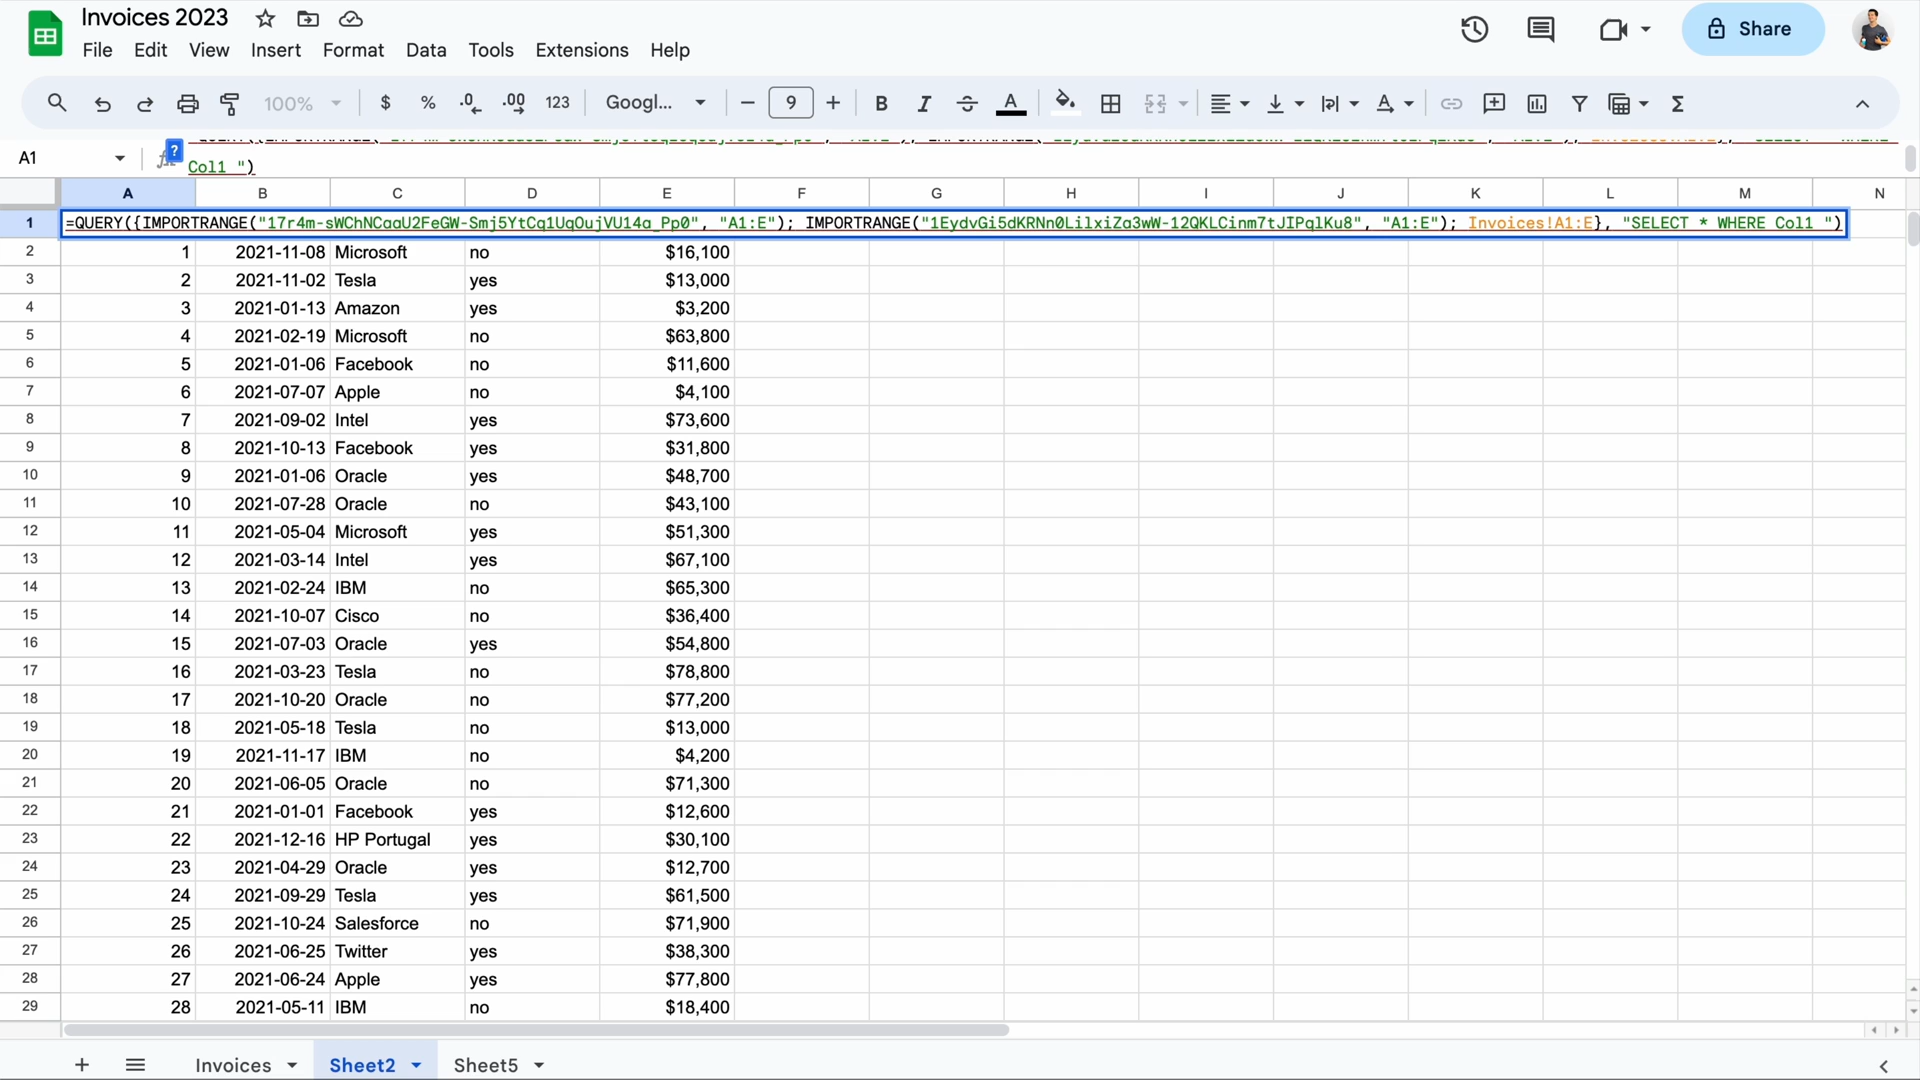 Invoices 2023
File Edit View Insert Format Data Tools Extensions Help
Share
100% $ % .0 .00 123 Googl... 9 B I A
A1
Col1 ")
A B C D E F G H I J K L M N
1 =QUERY({IMPORTRANGE("17r4m-sWChNCaaU2FeGW-Smj5YtCq1UqOujVU14a_Pp0", "A1:E"); IMPORTRANGE("1EydvGi5dKRNn0LilxiZa3wW-12QKLCinm7tJIPqlKu8", "A1:E"); Invoices!A1:E}, "SELECT * WHERE Col1 ")
2 1 2021-11-08 Microsoft no $16,100
3 2 2021-11-02 Tesla yes $13,000
4 3 2021-01-13 Amazon yes $3,200
5 4 2021-02-19 Microsoft no $63,800
6 5 2021-01-06 Facebook no $11,600
7 6 2021-07-07 Apple no $4,100
8 7 2021-09-02 Intel yes $73,600
9 8 2021-10-13 Facebook yes $31,800
10 9 2021-01-06 Oracle yes $48,700
11 10 2021-07-28 Oracle no $43,100
12 11 2021-05-04 Microsoft yes $51,300
13 12 2021-03-14 Intel yes $67,100
14 13 2021-02-24 IBM no $65,300
15 14 2021-10-07 Cisco no $36,400
16 15 2021-07-03 Oracle yes $54,800
17 16 2021-03-23 Tesla no $78,800
18 17 2021-10-20 Oracle no $77,200
19 18 2021-05-18 Tesla no $13,000
20 19 2021-11-17 IBM no $4,200
21 20 2021-06-05 Oracle no $71,300
22 21 2021-01-01 Facebook yes $12,600
23 22 2021-12-16 HP Portugal yes $30,100
24 23 2021-04-29 Oracle yes $12,700
25 24 2021-09-29 Tesla yes $61,500
26 25 2021-10-24 Salesforce no $71,900
27 26 2021-06-25 Twitter yes $38,300
28 27 2021-06-24 Apple yes $77,800
29 28 2021-05-11 IBM no $18,400
Invoices Sheet2 Sheet5